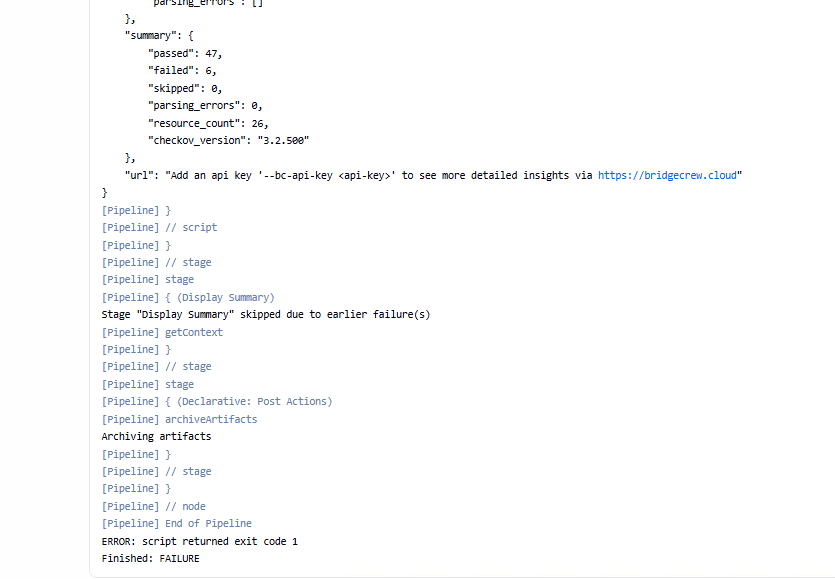 parsing_errors": []
},
"summary": {
"passed": 47,
"failed": 6,
"skipped": 0,
"parsing_errors": 0,
"resource_count": 26,
"checkov_version": "3.2.500"
},
"url": "Add an api key '--bc-api-key <api-key>' to see more detailed insights via https://bridgecrew.cloud"
}
[Pipeline] }
[Pipeline] // script
[Pipeline] }
[Pipeline] // stage
[Pipeline] stage
[Pipeline] { (Display Summary)
Stage "Display Summary" skipped due to earlier failure(s)
[Pipeline] getContext
[Pipeline] }
[Pipeline] // stage
[Pipeline] stage
[Pipeline] { (Declarative: Post Actions)
[Pipeline] archiveArtifacts
Archiving artifacts
[Pipeline] }
[Pipeline] // stage
[Pipeline] }
[Pipeline] // node
[Pipeline] End of Pipeline
ERROR: script returned exit code 1
Finished: FAILURE